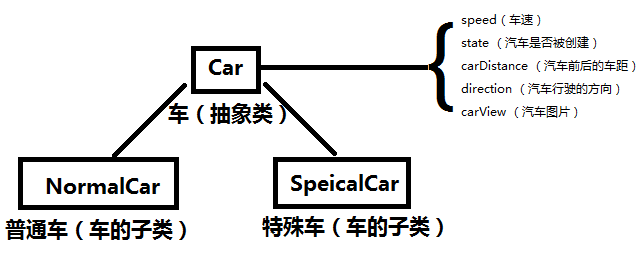 speed（车速）
state （汽车是否被创建）
Car
carDistance （汽车前后的车距）
direction （汽车行驶的方向）
carView （汽车图片）
车（抽象类）
NormalCar
SpeicalCar
普通车（车的子类）
特殊车（车的子类）